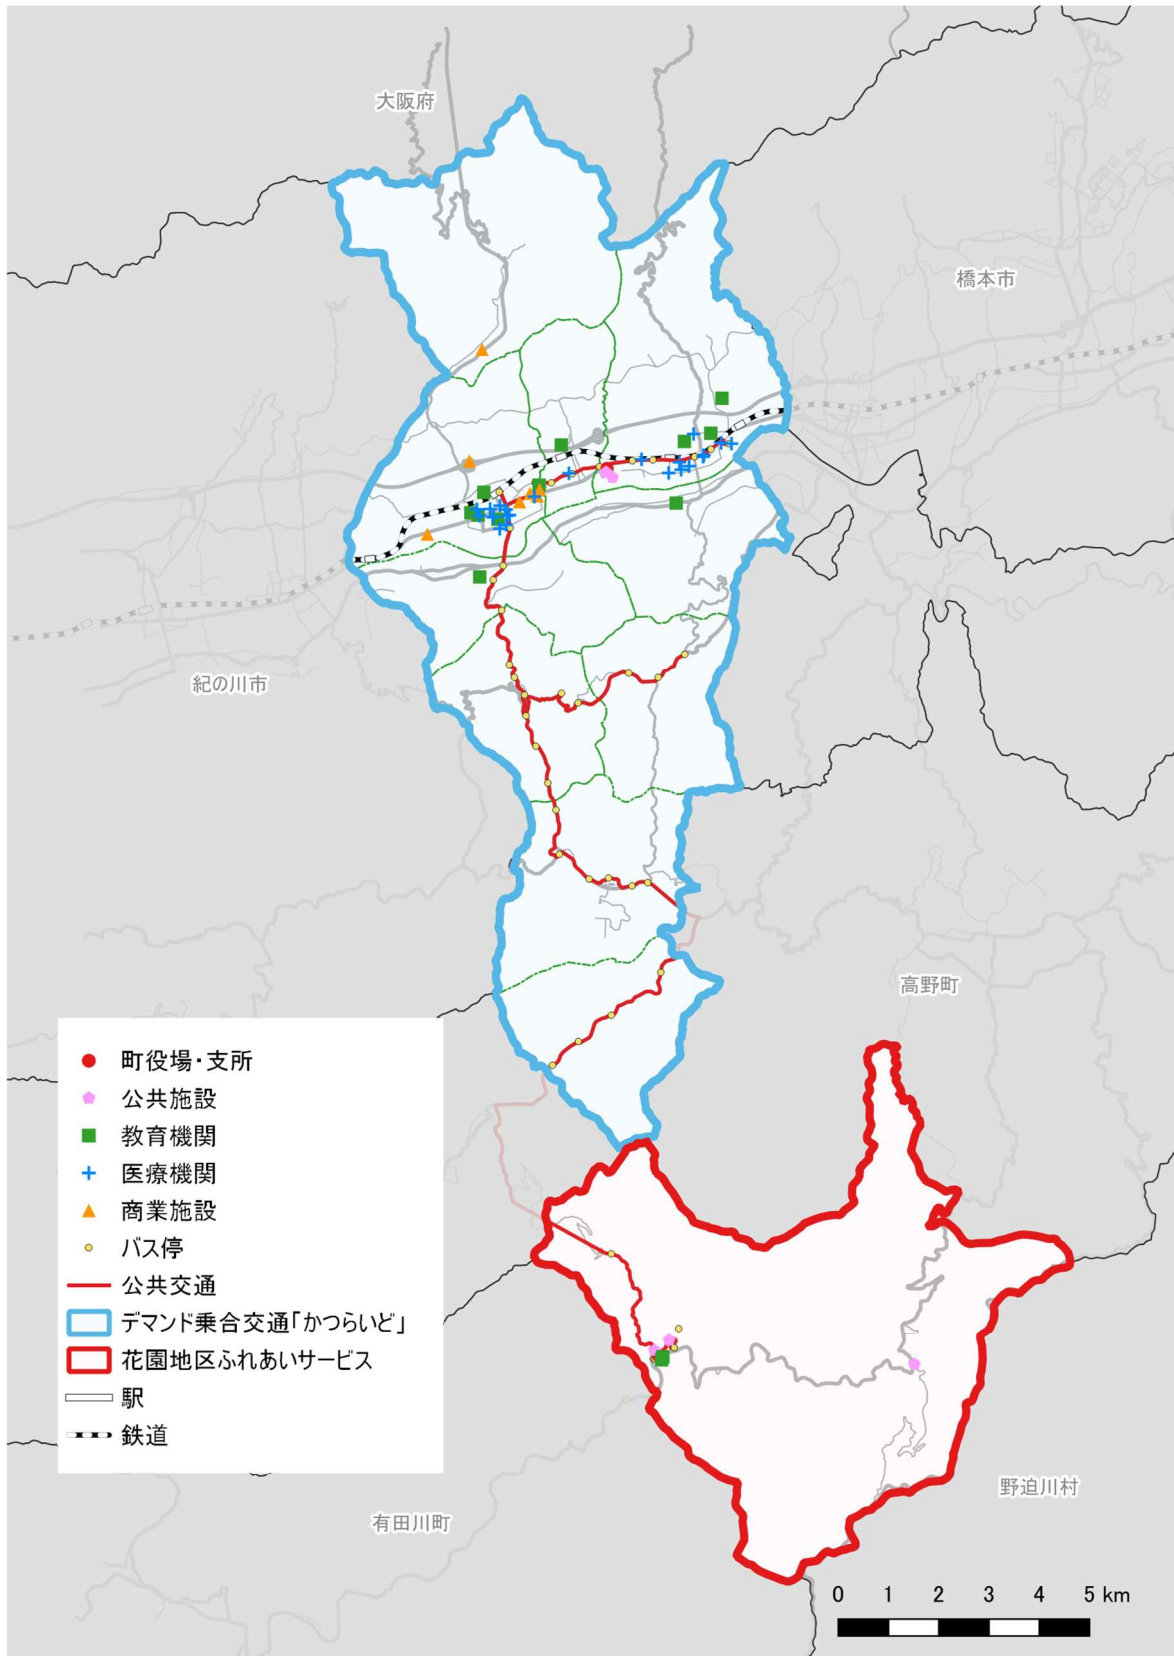 大阪府
橋本市
紀の川市
高野町
町役場・支所
公共施設
教育機関
医療機関
商業施設
バス停
公共交通
デマンド乗合交通「かつらいど」
花園地区ふれあいサービス
駅
鉄道
野迫川村
有田川町
0 1 2 3 4 5 km